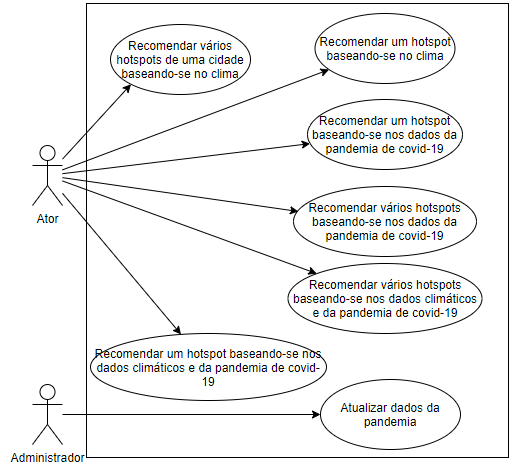 Recomendar vários
hotspots de uma cidade
baseando-se no clima
Recomendar um hotspot
baseando-se no clima
Recomendar um hotspot
baseando-se nos dados da
pandemia de covid-19
Ator
Recomendar vários hotspots
baseando-se nos dados da
pandemia de covid-19
Recomendar vários hotspots
baseando-se nos dados climáticos
e da pandemia de covid-19
Recomendar um hotspot baseando-se nos
dados climáticos e da pandemia de covid-
19
Atualizar dados da
pandemia
Administrador